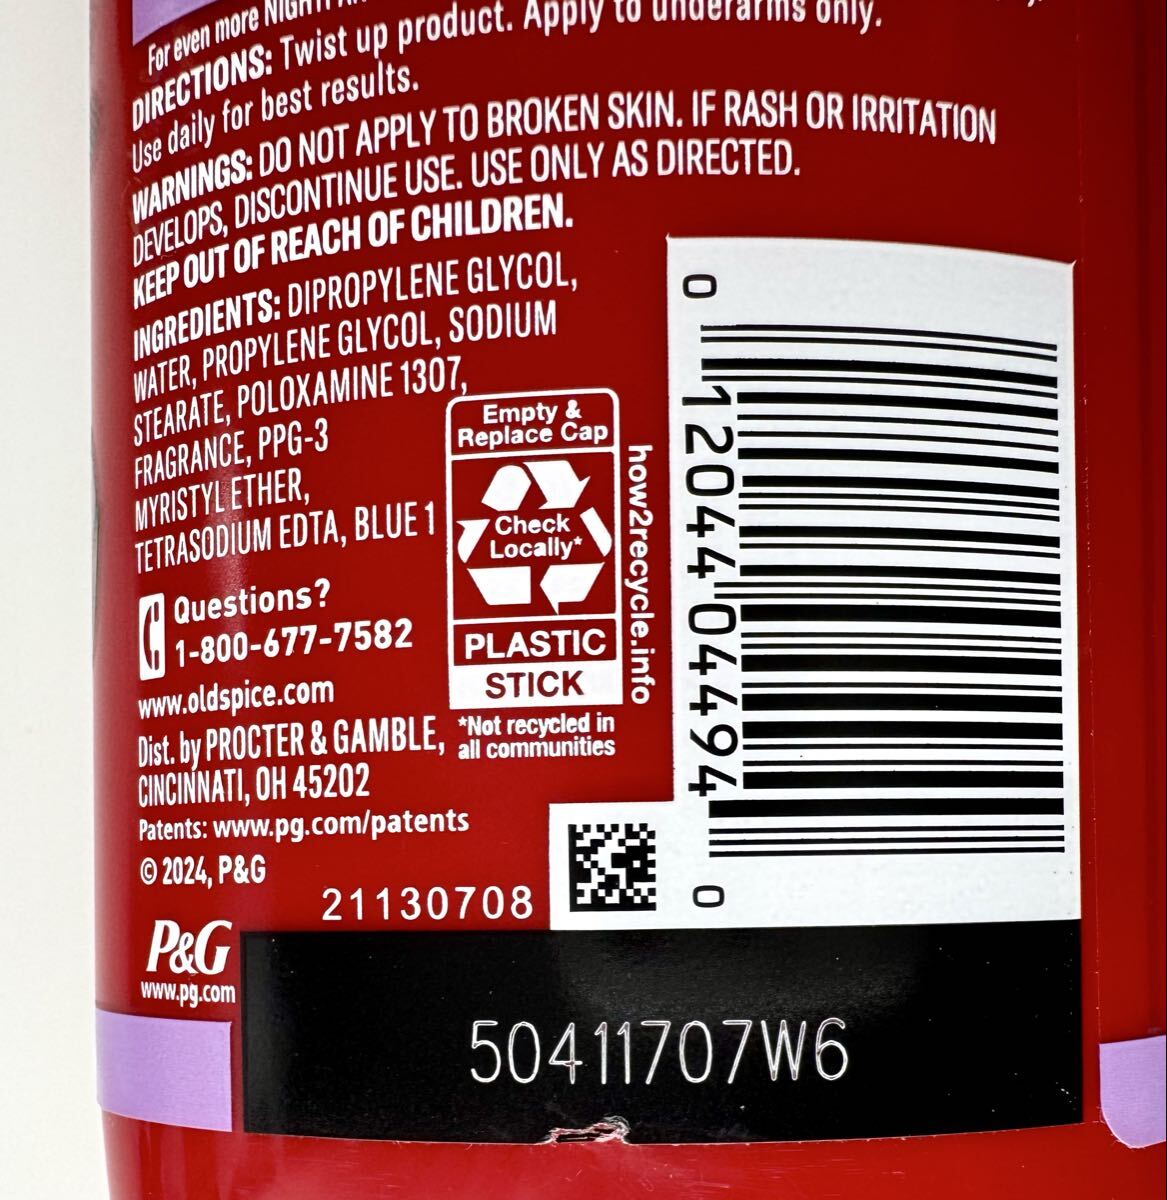 For even more
DIRECTIONS: Twist up product. Apply to underarms only.
Use daily for best results.
WARNINGS: DO NOT APPLY TO BROKEN SKIN. IF RASH OR IRRITATION
DEVELOPS, DISCONTINUE USE. USE ONLY AS DIRECTED.
KEEP OUT OF REACH OF CHILDREN.
INGREDIENTS: DIPROPYLENE GLYCOL,
WATER, PROPYLENE GLYCOL, SODIUM
STEARATE, POLOXAMINE 1307,
FRAGRANCE, PPG-3
MYRISTYL ETHER,
TETRASODIUM EDTA, BLUE 1
Empty &
Replace Cap
Check
Locally*
PLASTIC
STICK
how2recycle.info
*Not recycled in
all communities
Questions?
1-800-677-7582
www.oldspice.com
Dist. by PROCTER & GAMBLE,
CINCINNATI, OH 45202
Patents: www.pg.com/patents
© 2024, P&G
21130708
P&G
www.pg.com
0 12044 04494 0
50411707W6